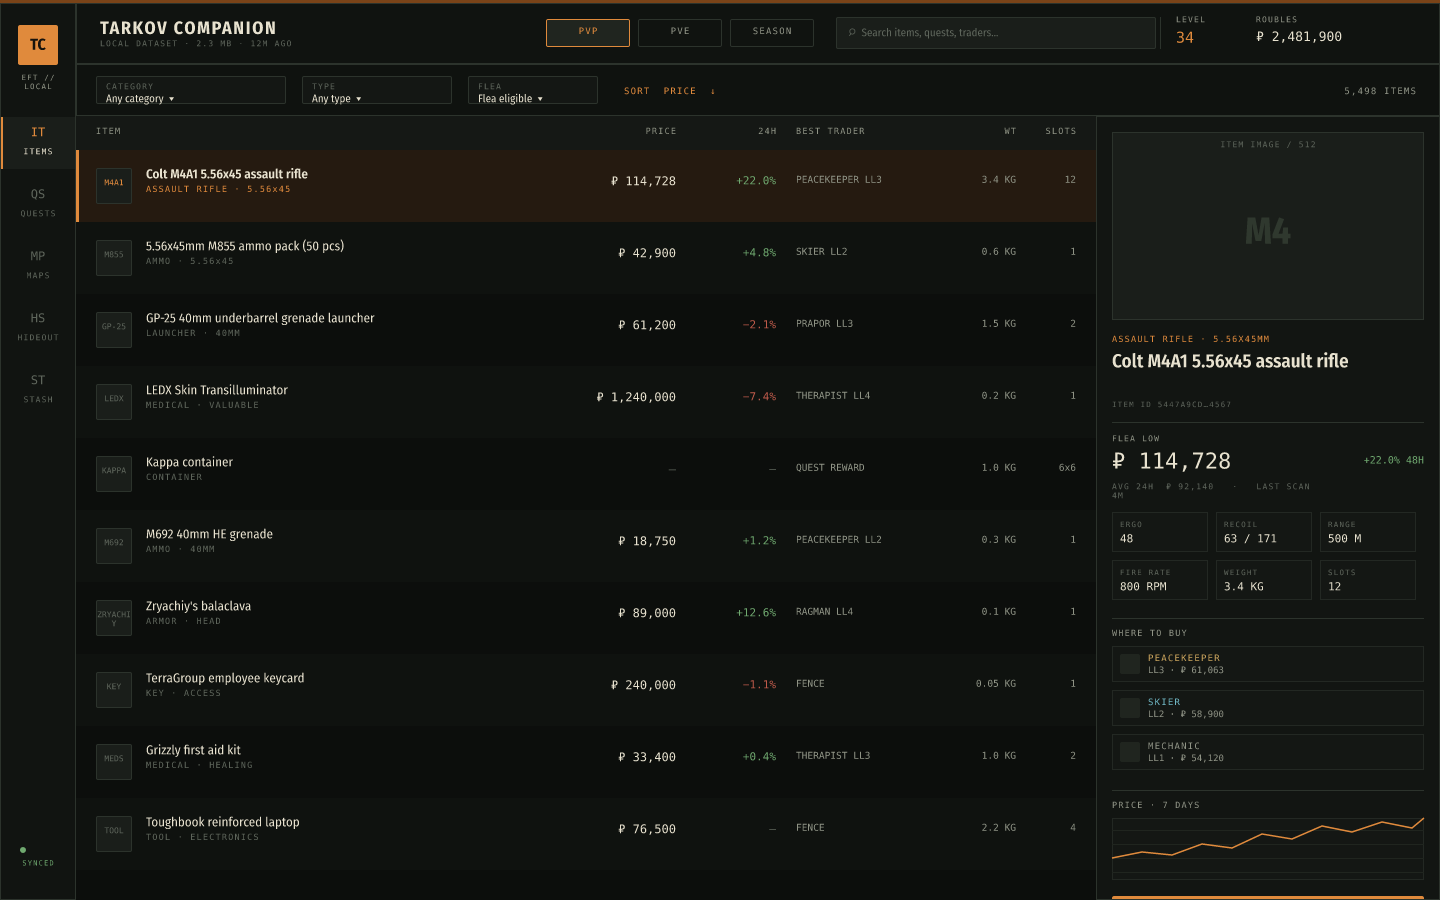 TC
EFT //
LOCAL
IT
ITEMS
QS
QUESTS
MP
MAPS
HS
HIDEOUT
ST
STASH
SYNCED
TARKOV COMPANION
LOCAL DATASET · 2.3 MB · 12M AGO
PVP
PVE
SEASON
Search items, quests, traders…
LEVEL
34
ROUBLES
₽ 2,481,900
CATEGORY
Any category ▾
TYPE
Any type ▾
FLEA
Flea eligible ▾
SORT PRICE ↓
5,498 ITEMS
ITEM PRICE 24H BEST TRADER WT SLOTS
M4A1
Colt M4A1 5.56x45 assault rifle
ASSAULT RIFLE · 5.56x45
₽ 114,728 +22.0% PEACEKEEPER LL3 3.4 KG 12
M855
5.56x45mm M855 ammo pack (50 pcs)
AMMO · 5.56x45
₽ 42,900 +4.8% SKIER LL2 0.6 KG 1
GP-25
GP-25 40mm underbarrel grenade launcher
LAUNCHER · 40MM
₽ 61,200 −2.1% PRAPOR LL3 1.5 KG 2
LEDX
LEDX Skin Transilluminator
MEDICAL · VALUABLE
₽ 1,240,000 −7.4% THERAPIST LL4 0.2 KG 1
KAPPA
Kappa container
CONTAINER
— — QUEST REWARD 1.0 KG 6x6
M692
M692 40mm HE grenade
AMMO · 40MM
₽ 18,750 +1.2% PEACEKEEPER LL2 0.3 KG 1
ZRYACHI
Y
Zryachiy's balaclava
ARMOR · HEAD
₽ 89,000 +12.6% RAGMAN LL4 0.1 KG 1
KEY
TerraGroup employee keycard
KEY · ACCESS
₽ 240,000 −1.1% FENCE 0.05 KG 1
MEDS
Grizzly first aid kit
MEDICAL · HEALING
₽ 33,400 +0.4% THERAPIST LL3 1.0 KG 2
TOOL
Toughbook reinforced laptop
TOOL · ELECTRONICS
₽ 76,500 — FENCE 2.2 KG 4
ITEM IMAGE / 512
M4
ASSAULT RIFLE · 5.56X45MM
Colt M4A1 5.56x45 assault rifle
ITEM ID 5447A9CD…4567
FLEA LOW
₽ 114,728 +22.0% 48H
AVG 24H ₽ 92,140 · LAST SCAN
4M
ERGO
48
RECOIL
63 / 171
RANGE
500 M
FIRE RATE
800 RPM
WEIGHT
3.4 KG
SLOTS
12
WHERE TO BUY
PEACEKEEPER
LL3 · ₽ 61,063
SKIER
LL2 · ₽ 58,900
MECHANIC
LL1 · ₽ 54,120
PRICE · 7 DAYS